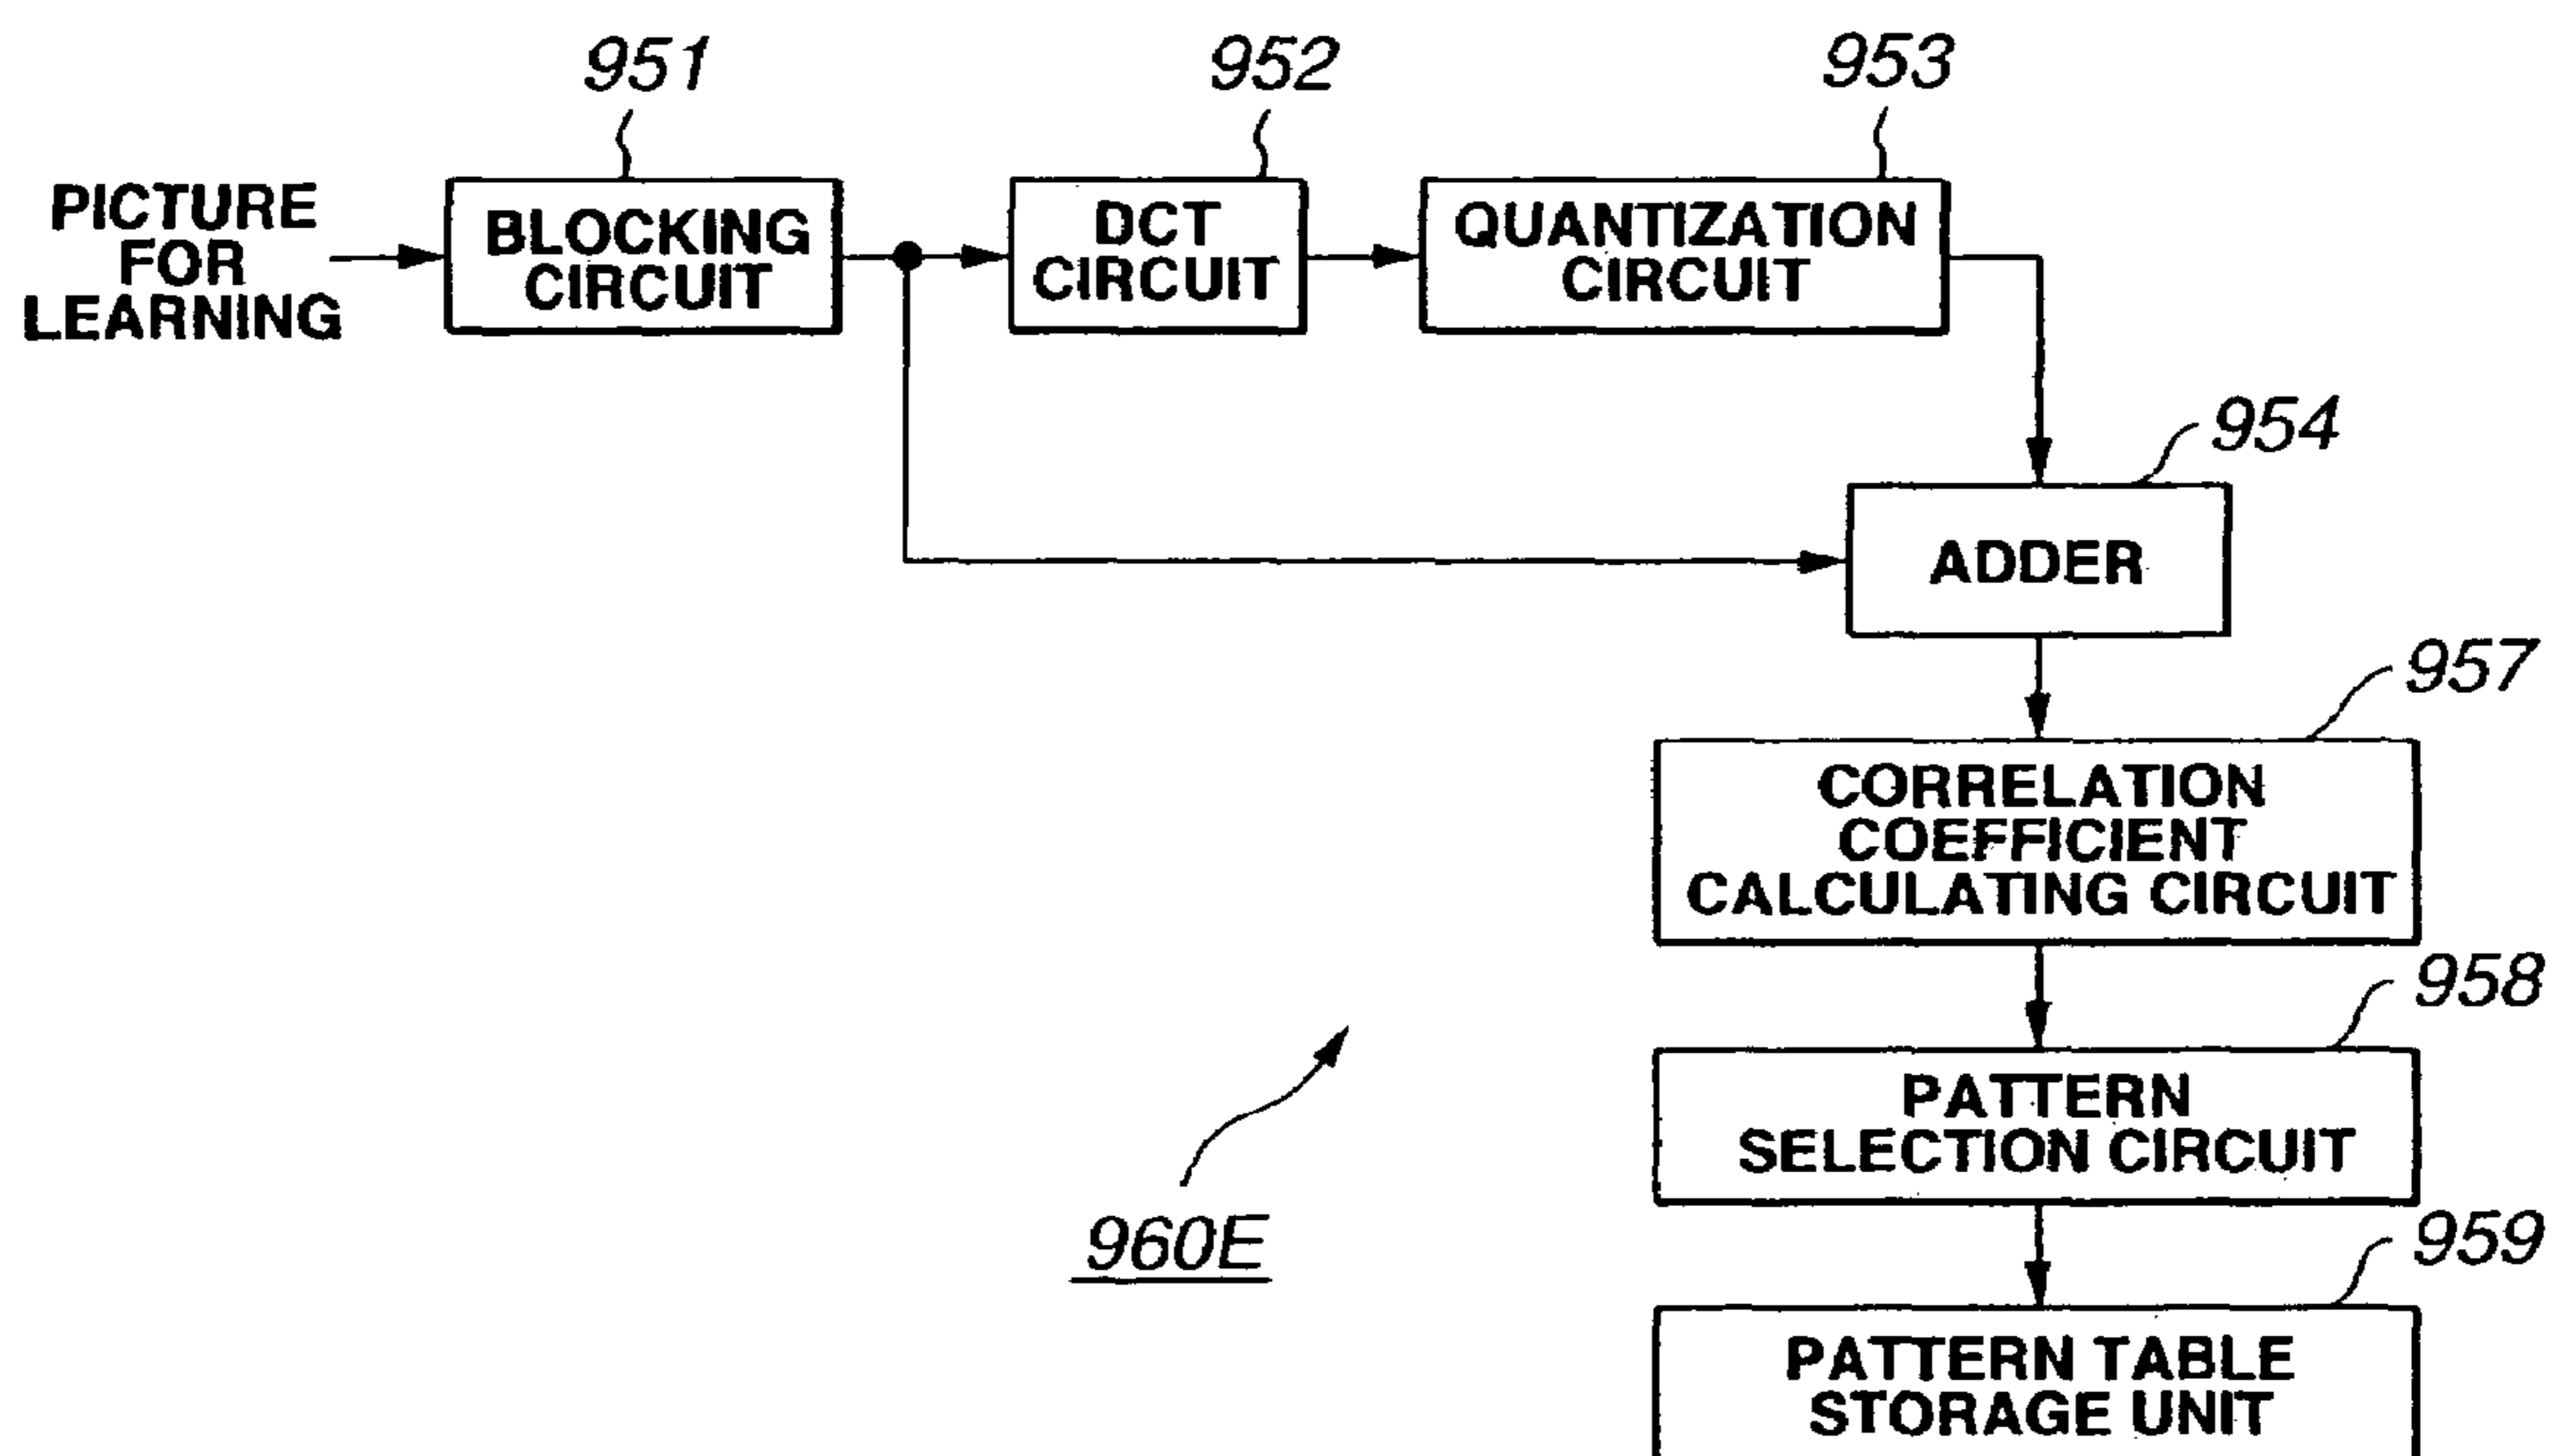 951
952
953
PICTURE
FOR
LEARNING
BLOCKING
CIRCUIT
DCT
CIRCUIT
QUANTIZATION
CIRCUIT
954
ADDER
957
CORRELATION
COEFFICIENT
CALCULATING CIRCUIT
958
PATTERN
SELECTION CIRCUIT
960E
959
PATTERN TABLE
STORAGE UNIT